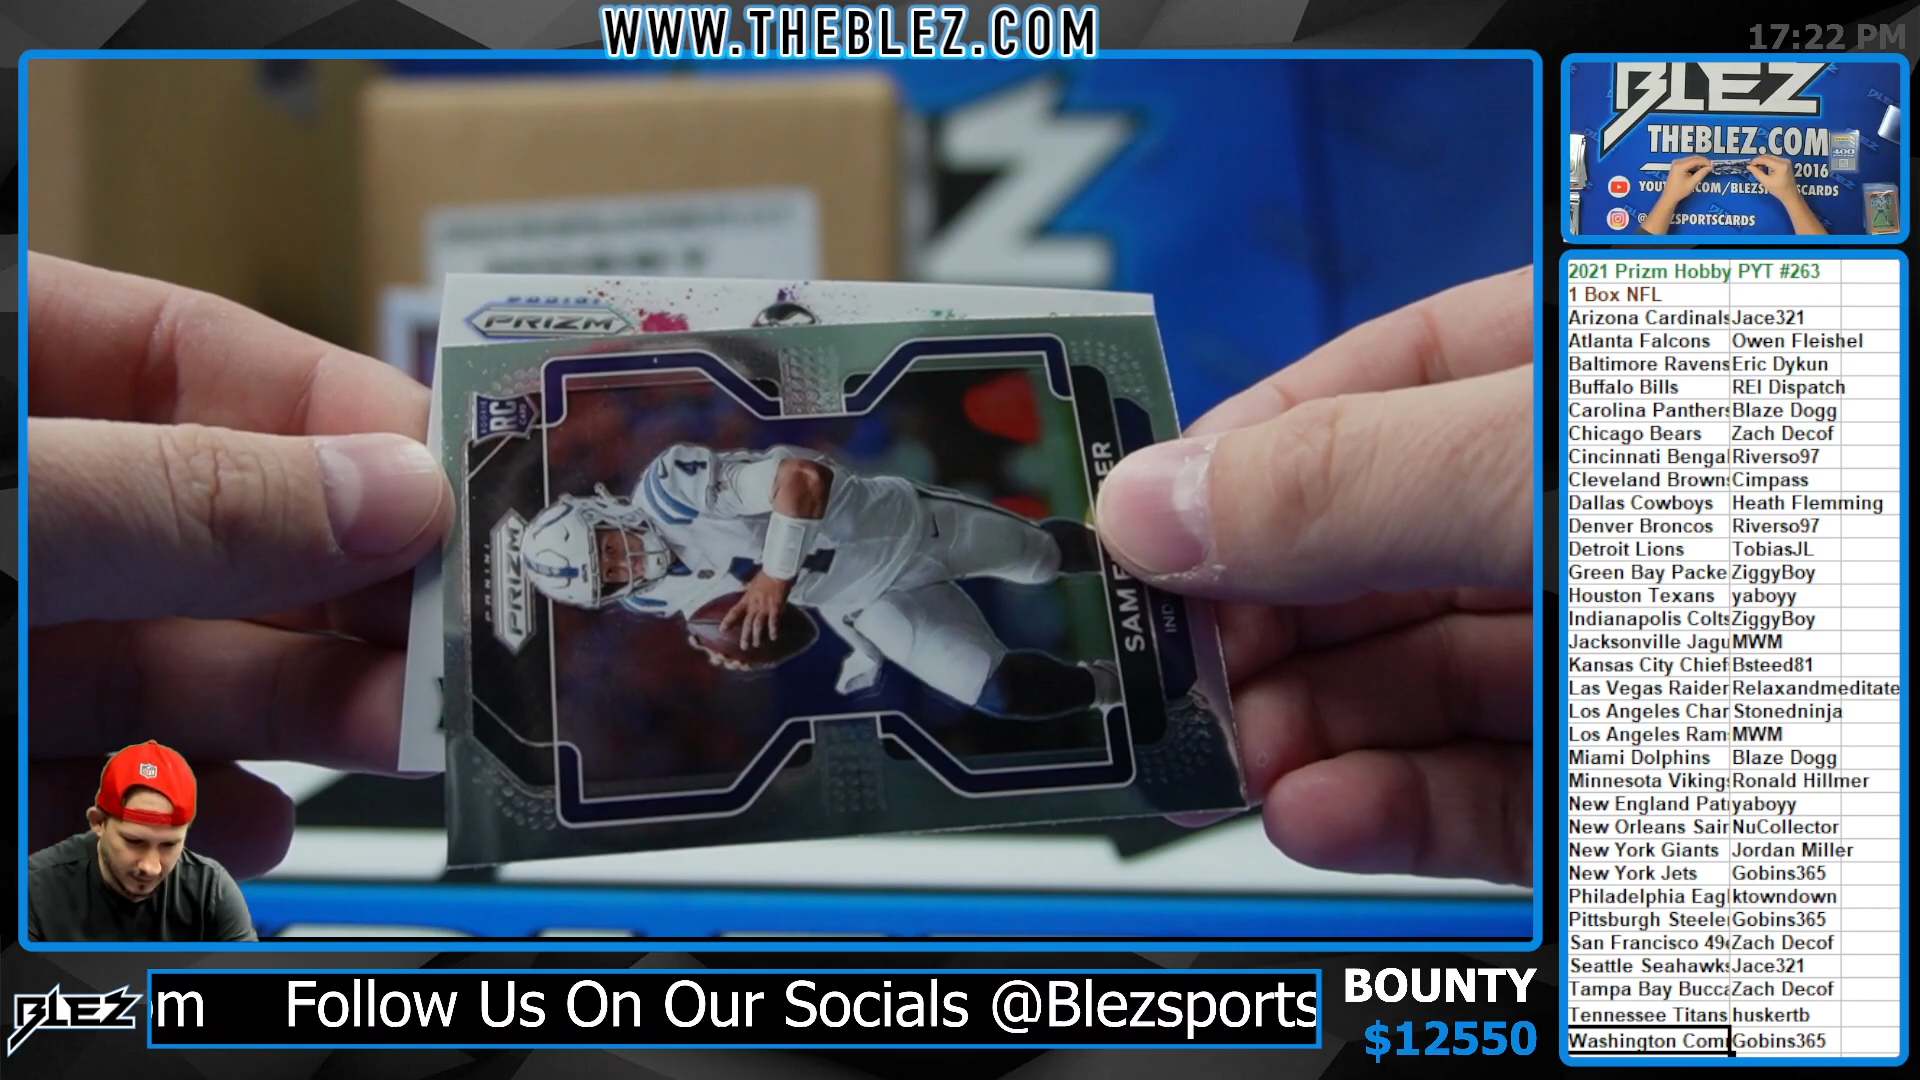 WWW.THEBLEZ.COM
17:22 PM
BLEZ
THEBLEZ.COM
2016
PRIZM
RC
PANINI
PRIZM
SAM
IND
2021 Prizm Hobby PYT #263
1 Box NFL
Arizona Cardinals Jace321
Atlanta Falcons Owen Fleishel
Baltimore Ravens Eric Dykun
Buffalo Bills REI Dispatch
Carolina Panthers Blaze Dogg
Chicago Bears Zach Decof
Cincinnati Bengal Riverso97
Cleveland Browns Cimpass
Dallas Cowboys Heath Flemming
Denver Broncos Riverso97
Detroit Lions TobiasJL
Green Bay Packe ZiggyBoy
Houston Texans yaboyy
Indianapolis Colts ZiggyBoy
Jacksonville Jagu MWM
Kansas City Chief Bsteed81
Las Vegas Raider Relaxandmeditate
Los Angeles Char Stonedninja
Los Angeles Ram MWM
Miami Dolphins Blaze Dogg
Minnesota Viking Ronald Hillmer
New England Pat yaboyy
New Orleans Sain NuCollector
New York Giants Jordan Miller
New York Jets Gobins365
Philadelphia Eagl ktowndown
Pittsburgh Steele Gobins365
San Francisco 49 Zach Decof
Seattle Seahawks Jace321
Tampa Bay Bucca Zach Decof
Tennessee Titans huskertb
Washington Com Gobins365
BLEZ
m Follow Us On Our Socials @Blezsports
BOUNTY
$12550